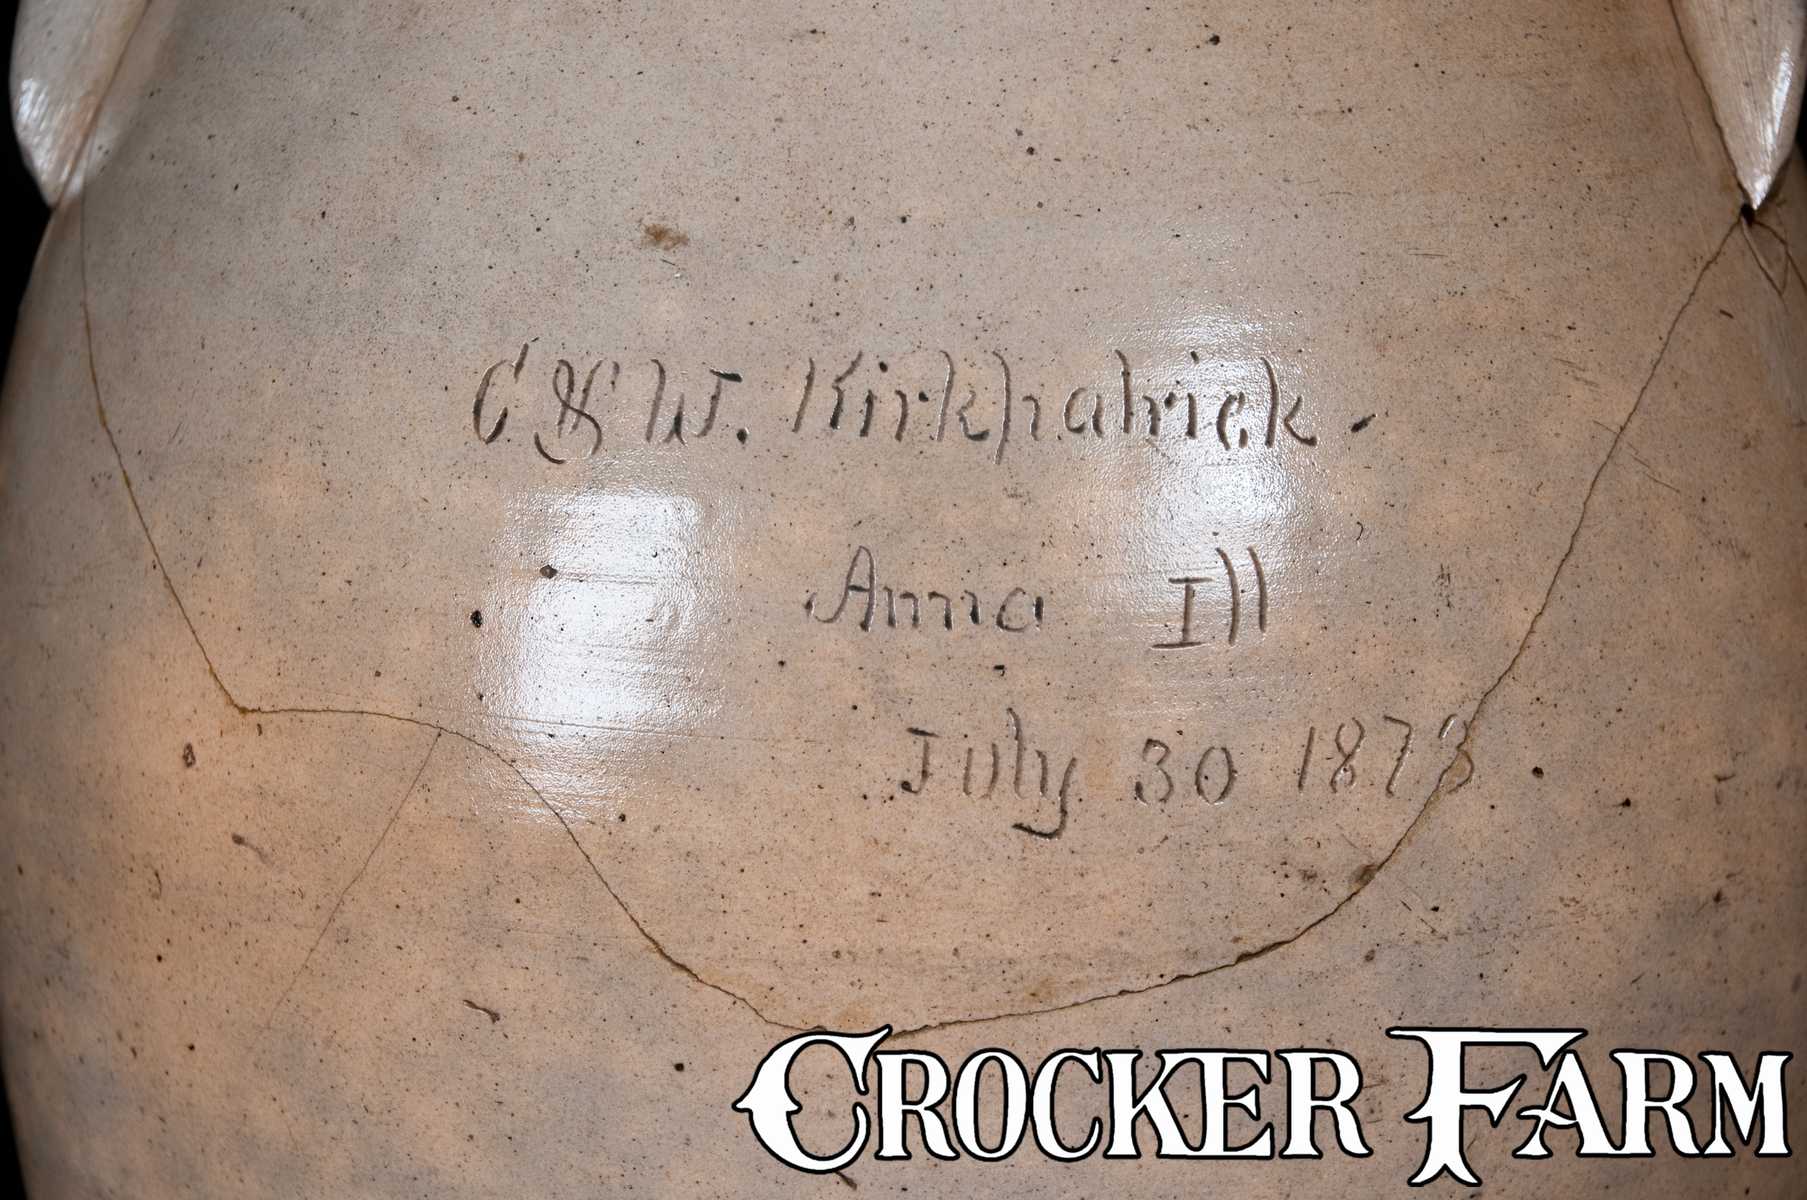 C & W. Kirkpatrick.
Anna Ill
July 30 1873
CROCKER FARM